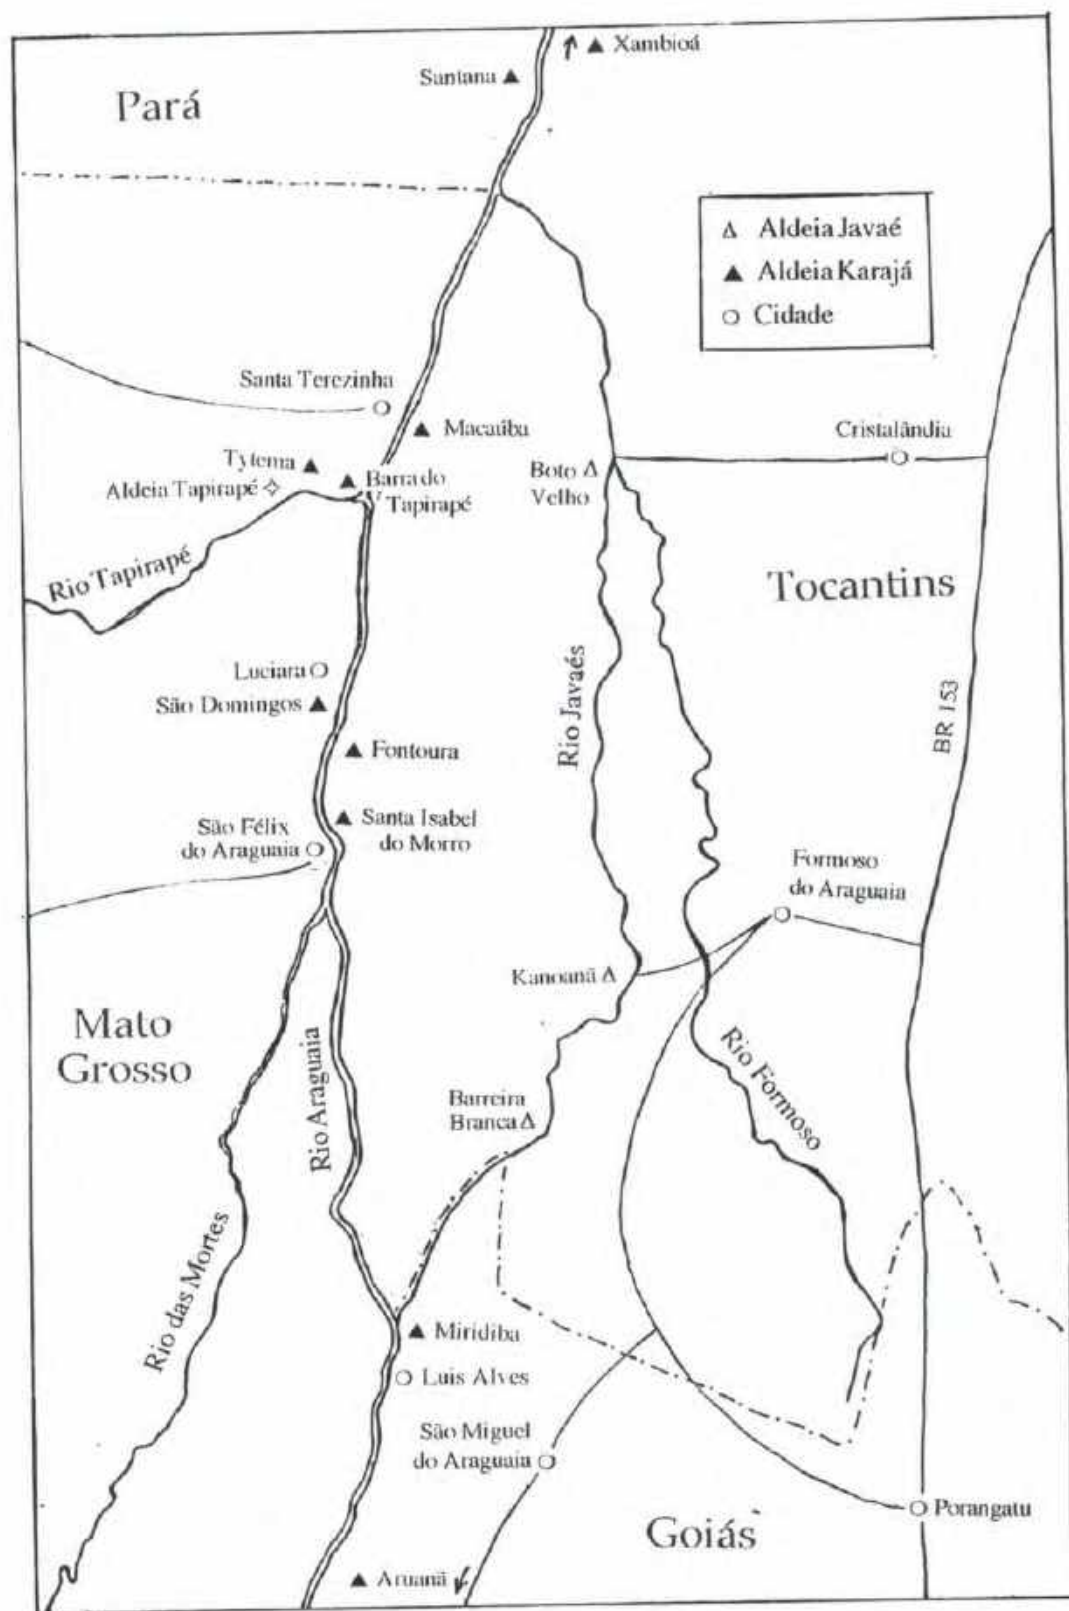 Xambioá
Santana
Pará
Aldeia Javaé
Aldeia Karajá
Cidade
Santa Terezinha
Macaúba
Cristalândia
Tytema
Barra do
Tapirapé
Aldeia Tapirapé
Boto
Velho
Rio Tapirapé
Tocantins
Luciara
São Domingos
Rio Javaés
BR 153
Fontoura
Santa Isabel
do Morro
São Félix
do Araguaia
Formoso
do Araguaia
Kanoanã
Mato
Grosso
Rio Araguaia
Rio Formoso
Barreira
Branca
Rio das Mortes
Miridiba
Luis Alves
São Miguel
do Araguaia
Goiás
Porangatu
Aruanã